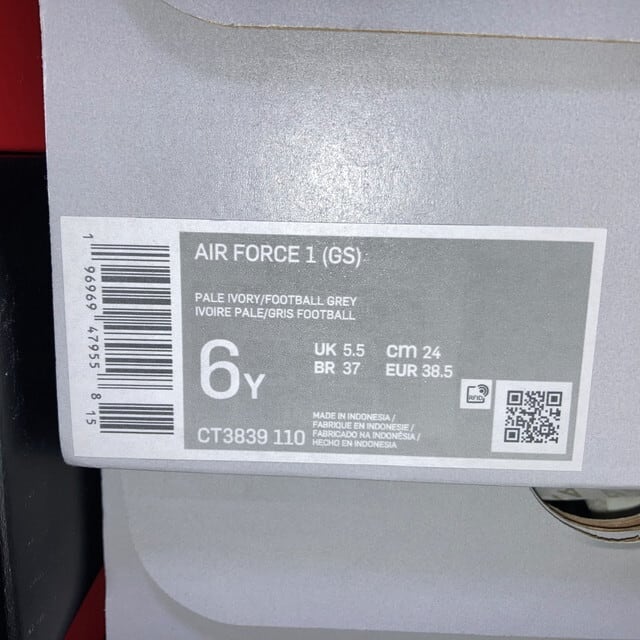 AIR FORCE 1 (GS)
PALE IVORY/FOOTBALL GREY
IVOIRE PALE/GRIS FOOTBALL
6Y
UK 5.5 cm 24
BR 37 EUR 38.5
RFID
CT3839 110
MADE IN INDONESIA /
FABRIQUE EN INDONESIE /
FABRICADO NA INDONÉSIA /
HECHO EN INDONESIA
1 96969 47955 8 15